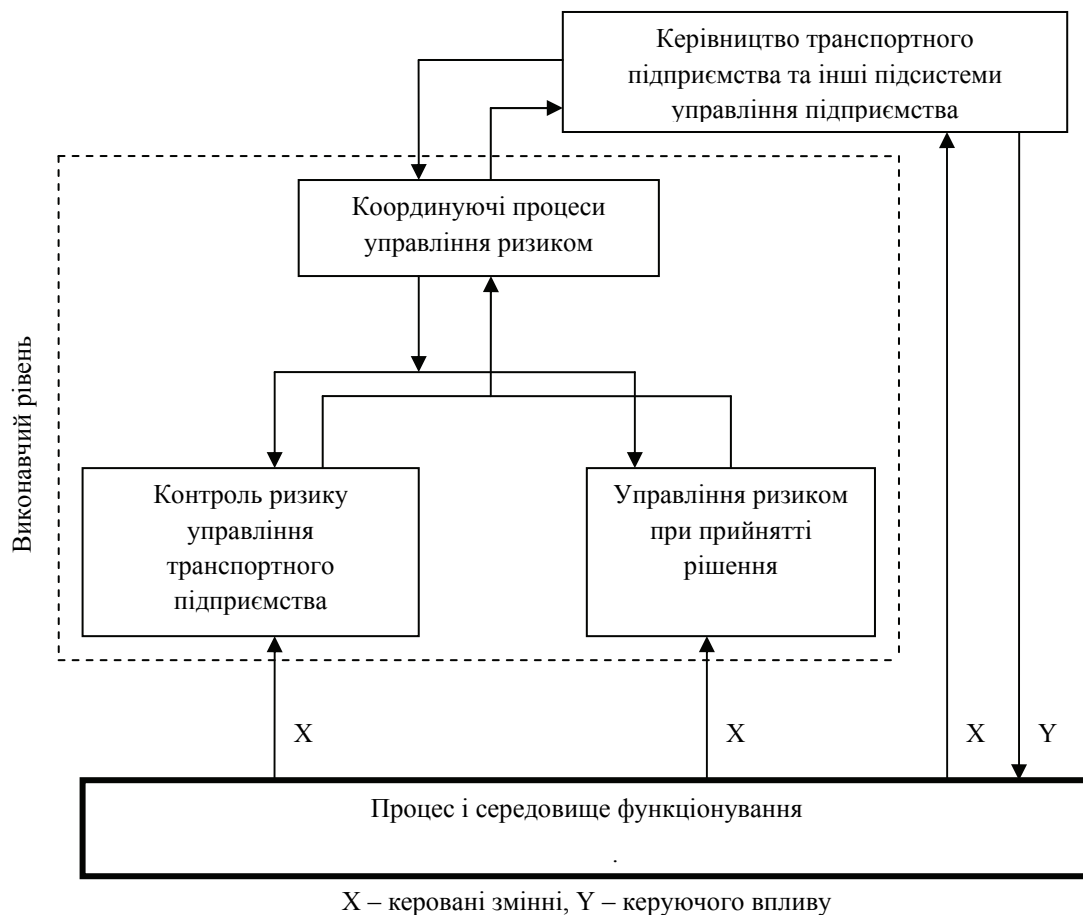 Керівництво транспортного
підприємства та інші підсистеми
управління підприємства
Координуючі процеси
управління ризиком
Виконавчий рівень
Контроль ризику
управління
транспортного
підприємства
Управління ризиком
при прийнятті
рішення
X
X
X
Y
Процес і середовище функціонування
.
X – керовані змінні, Y – керуючого впливу